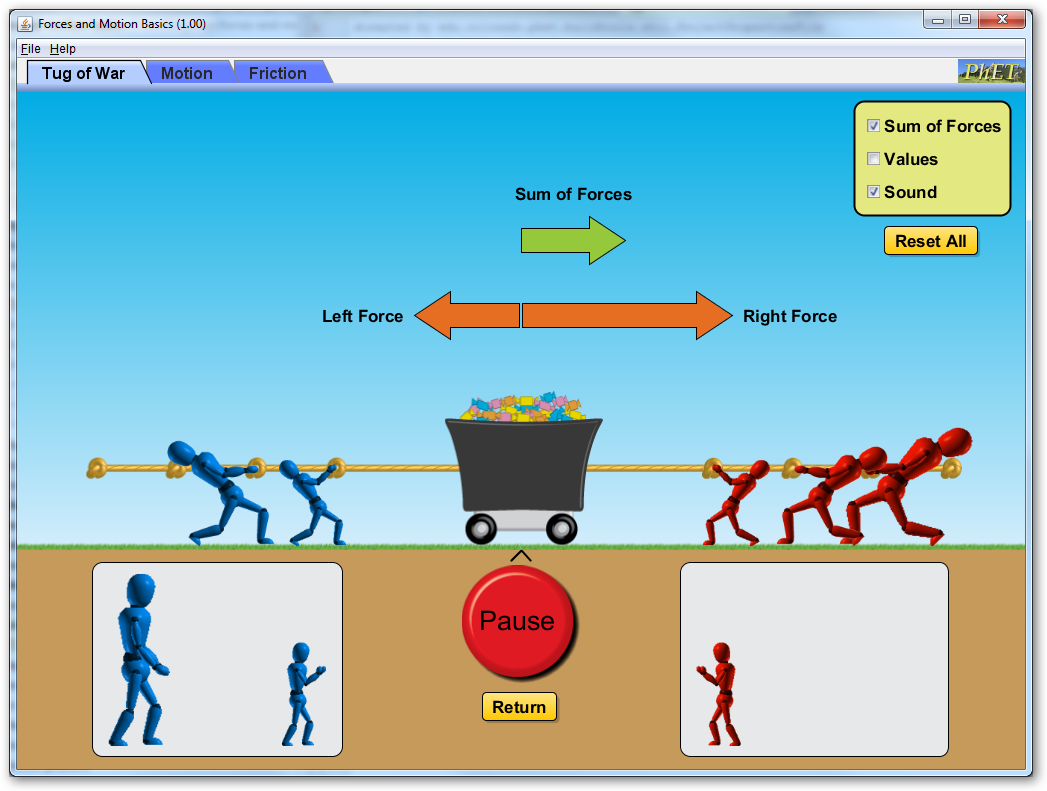 Forces and Motion Basics (1.00)
File Help
Tug of War Motion Friction
PhET
Sum of Forces
Values
Sound
Reset All
Sum of Forces
Left Force
Right Force
Pause
Return